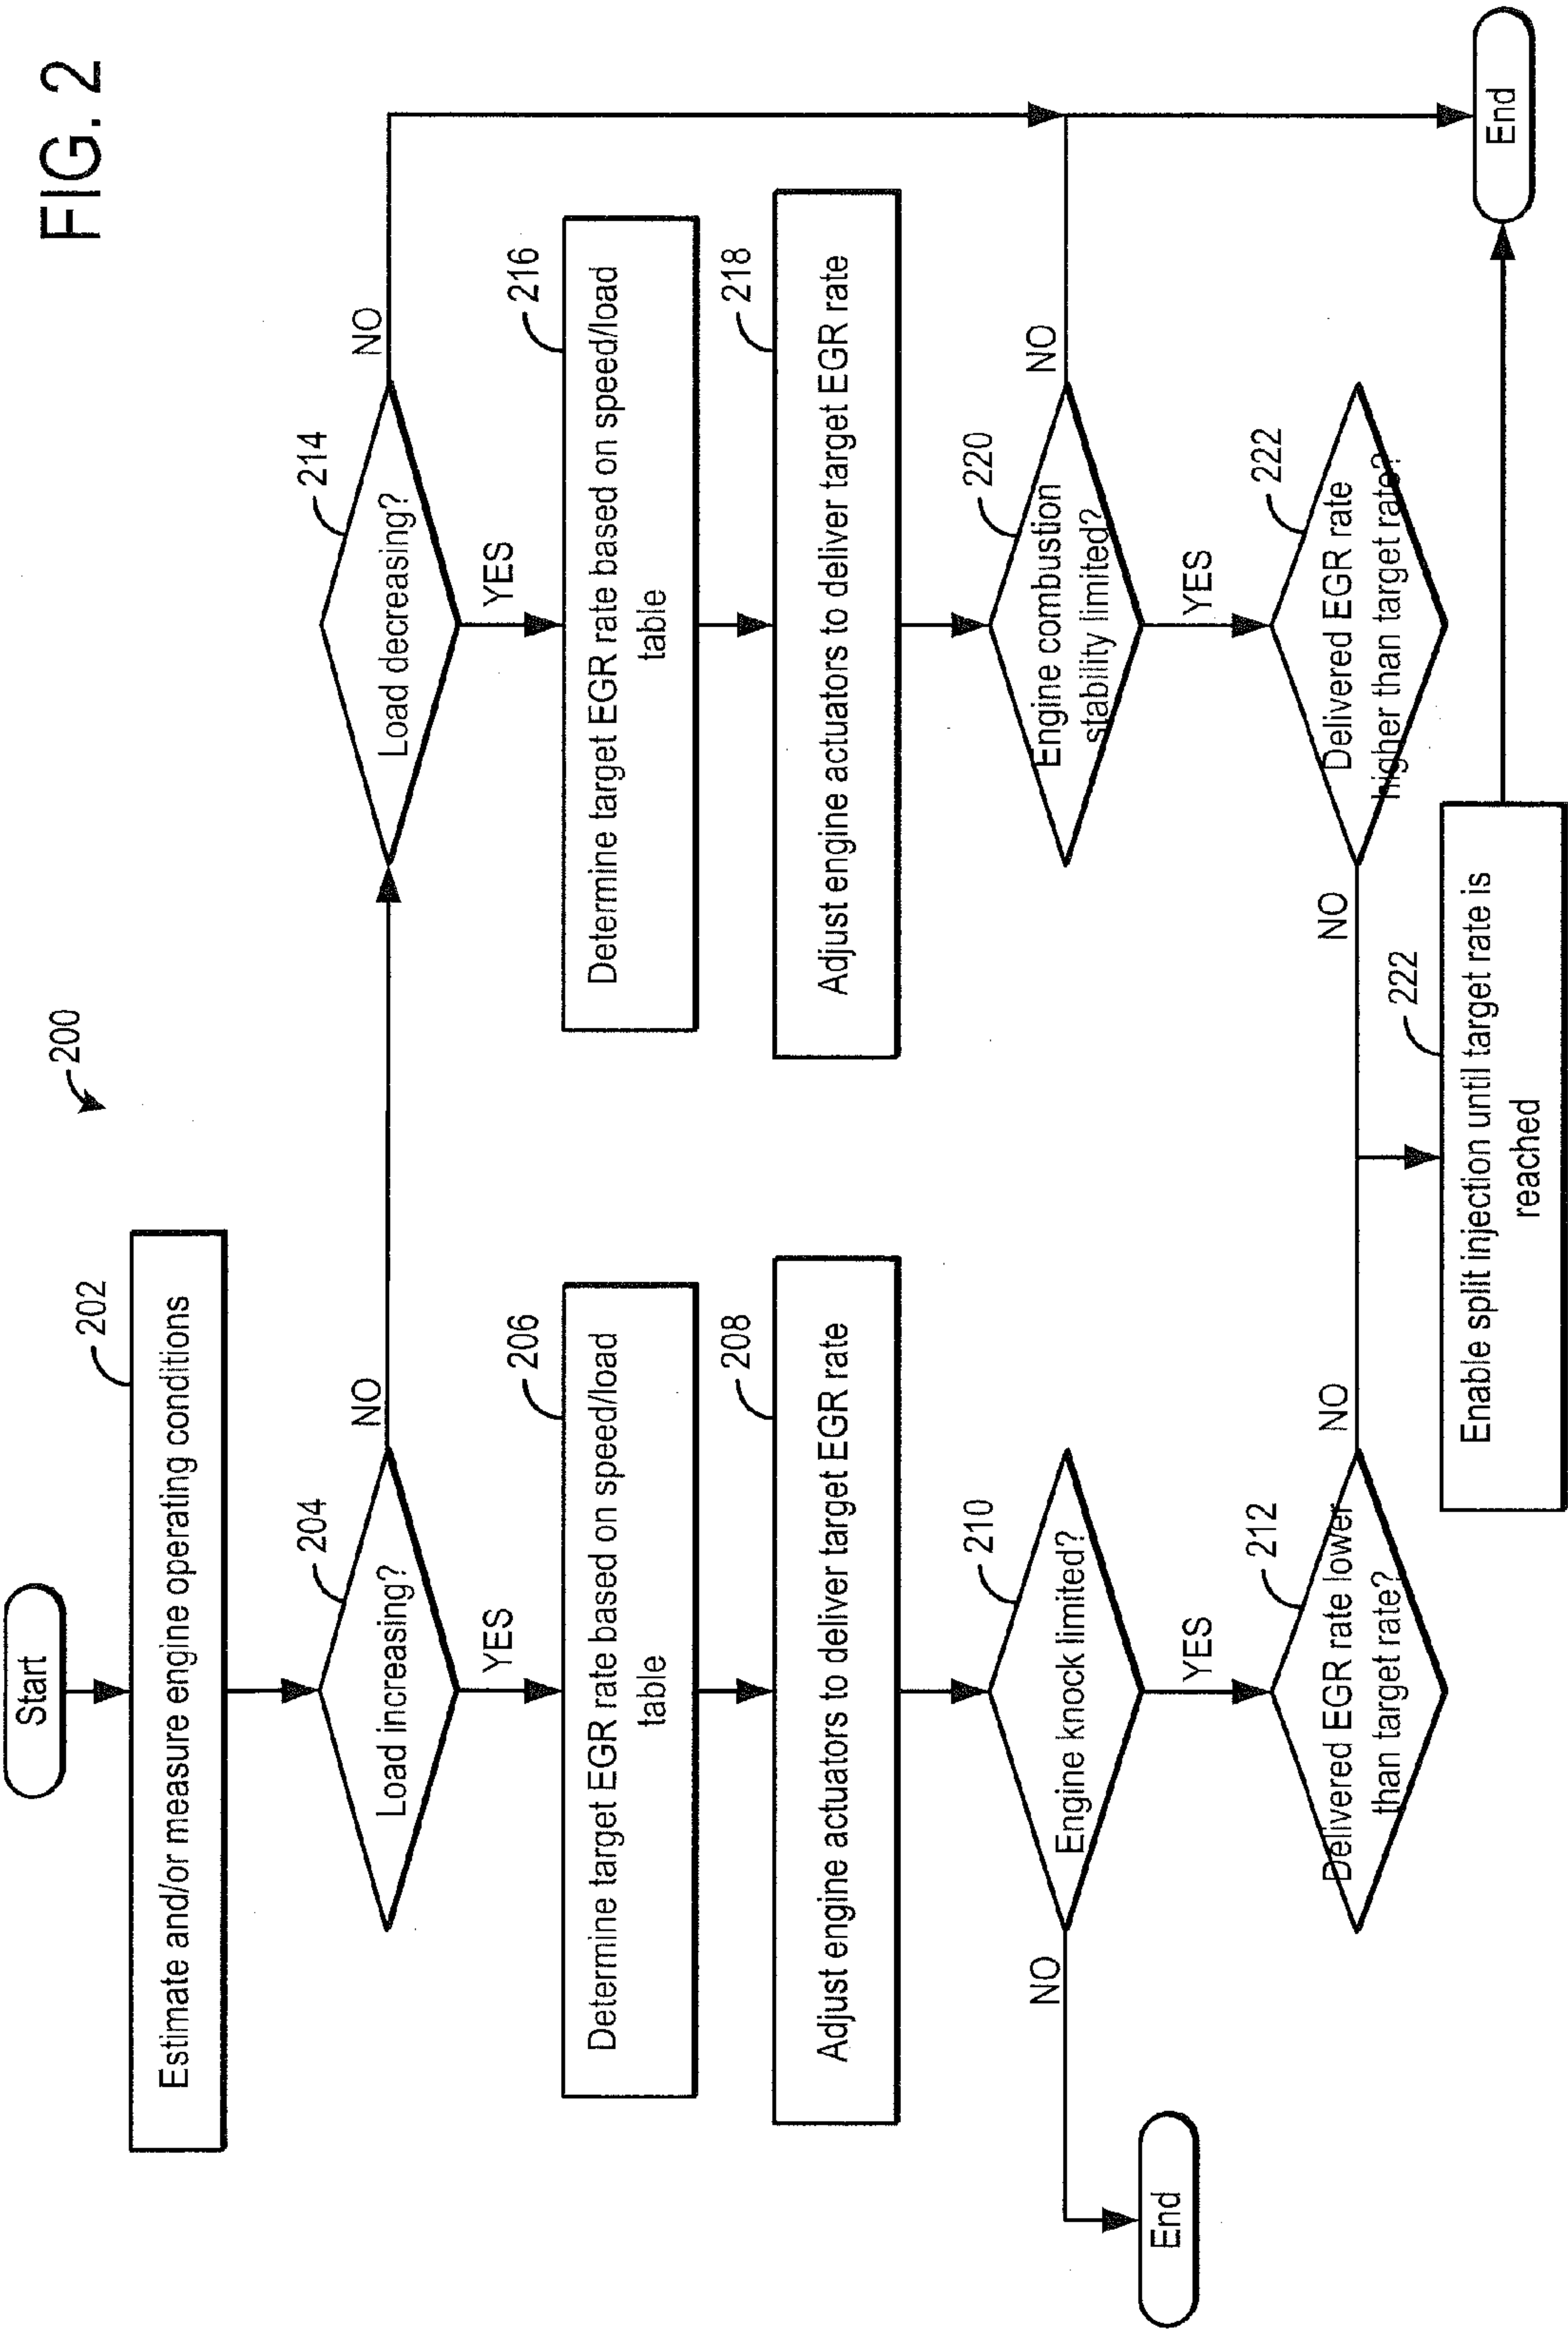 FIG. 2
200
Start
202
Estimate and/or measure engine operating conditions
204
Load increasing?
NO
YES
214
Load decreasing?
NO
YES
206
Determine target EGR rate based on speed/load
table
216
Determine target EGR rate based on speed/load
table
208
Adjust engine actuators to deliver target EGR rate
218
Adjust engine actuators to deliver target EGR rate
210
Engine knock limited?
NO
YES
220
Engine combustion
stability limited?
NO
YES
End
212
Delivered EGR rate lower
than target rate?
NO
222
Delivered EGR rate
higher than target rate?
NO
222
Enable split injection until target rate is
reached
End